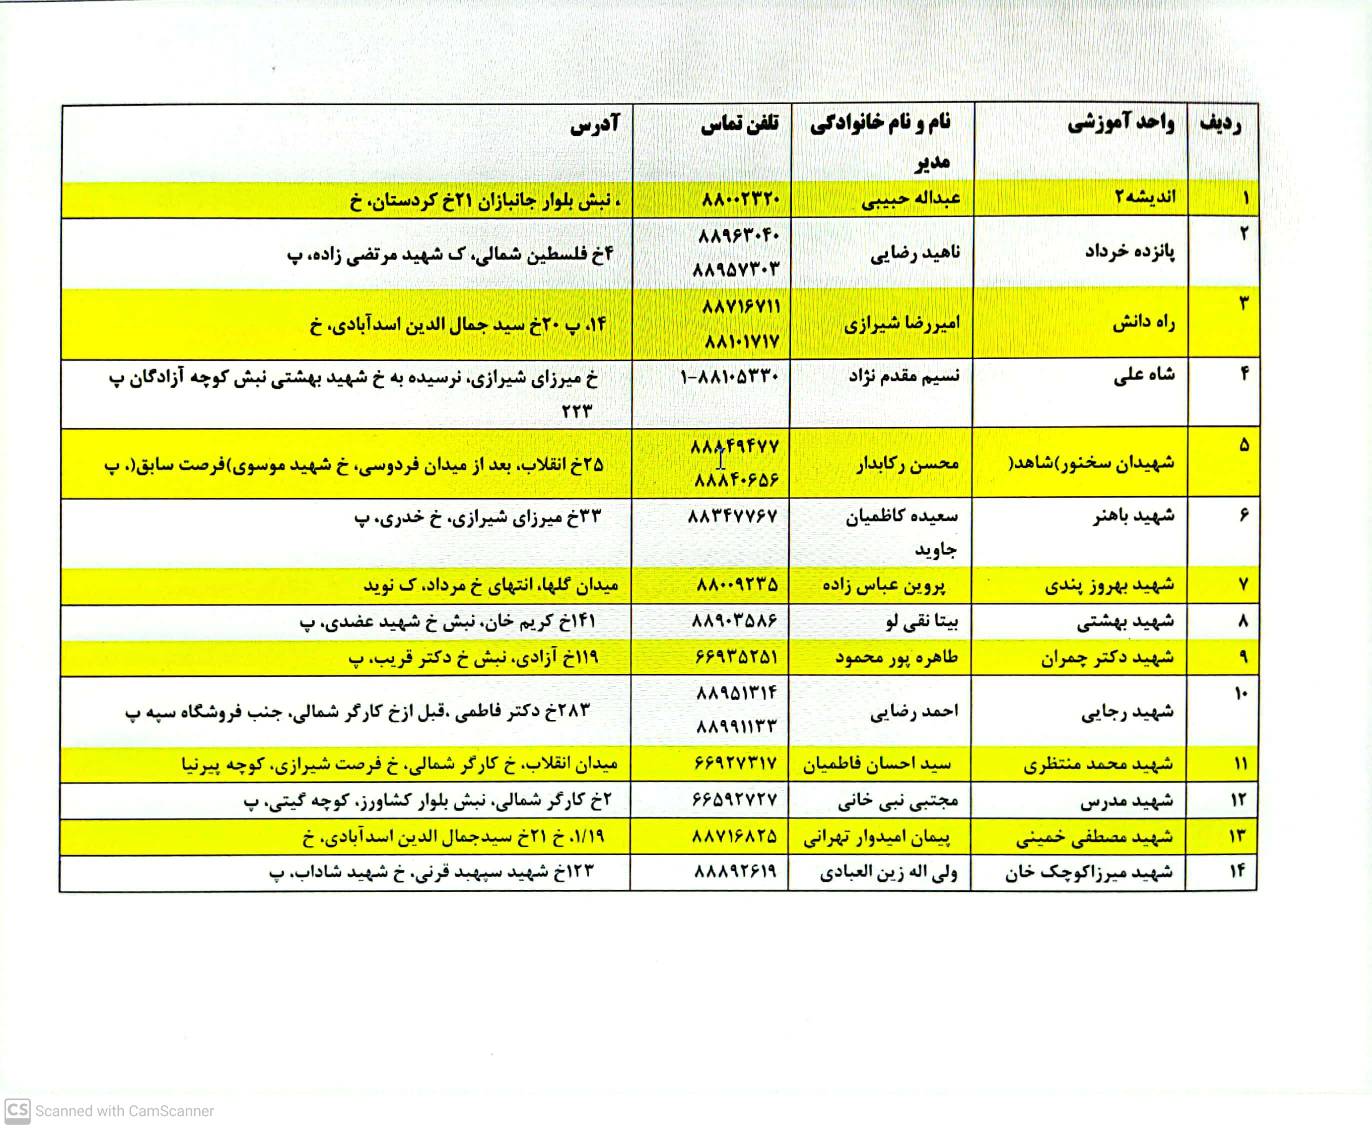 ردیف واحد آموزشی نام و نام خانوادگی مدیر تلفن تماس آدرس
۱ اندیشه۲ عبداله حبیبی ۸۸۰۰۲۳۲۰ ، نبش بلوار جانبازان ۲۱خ کردستان، خ
۲ پانزده خرداد ناهید رضایی ۸۸۹۶۳۰۴۰ ۸۸۹۵۷۳۰۳ ۴خ فلسطین شمالی، ک شهید مرتضی زاده، پ
۳ راه دانش امیررضا شیرازی ۸۸۷۱۶۷۱۱ ۸۸۱۰۱۷۱۷ ۱۴، پ ۲۰خ سید جمال الدین اسدآبادی، خ
۴ شاه علی نسیم مقدم نژاد ۱-۸۸۱۰۵۳۳۰ خ میرزای شیرازی، نرسیده به خ شهید بهشتی نبش کوچه آزادگان پ
۲۲۳
۵ شهیدان سخنور)شاهد( محسن رکابدار ۸۸۸۴۹۴۷۷ ۸۸۸۴۰۶۵۶ ۲۵خ انقلاب، بعد از میدان فردوسی، خ شهید موسوی)فرصت سابق(، پ
۶ شهید باهنر سعیده کاظمیان جاوید ۸۸۳۴۷۷۶۷ ۳۳خ میرزای شیرازی، خ خدری، پ
۷ شهید بهروز پندی پروین عباس زاده ۸۸۰۰۹۲۳۵ میدان گلها، انتهای خ مرداد، ک نوید
۸ شهید بهشتی بیتا نقی لو ۸۸۹۰۳۵۸۶ ۱۴۱خ کریم خان، نبش خ شهید عضدی، پ
۹ شهید دکتر چمران طاهره پور محمود ۶۶۹۳۵۲۵۱ ۱۱۹خ آزادی، نبش خ دکتر قریب، پ
۱۰ شهید رجایی احمد رضایی ۸۸۹۵۱۳۱۴ ۸۸۹۹۱۱۳۳ ۲۸۳خ دکتر فاطمی ،قبل ازخ کارگر شمالی، جنب فروشگاه سپه پ
۱۱ شهید محمد منتظری سید احسان فاطمیان ۶۶۹۲۷۳۱۷ میدان انقلاب، خ کارگر شمالی، خ فرصت شیرازی، کوچه پیرنیا
۱۲ شهید مدرس مجتبی نبی خانی ۶۶۵۹۲۷۲۷ ۲خ کارگر شمالی، نبش بلوار کشاورز، کوچه گیتی، پ
۱۳ شهید مصطفی خمینی پیمان امیدوار تهرانی ۸۸۷۱۶۸۲۵ ۱/۱۹، خ ۲۱خ سیدجمال الدین اسدآبادی، خ
۱۴ شهید میرزاکوچک خان ولی اله زین العبادی ۸۸۸۹۲۶۱۹ ۱۲۳خ شهید سپهبد قرنی، خ شهید شاداب، پ
CS Scanned with CamScanner